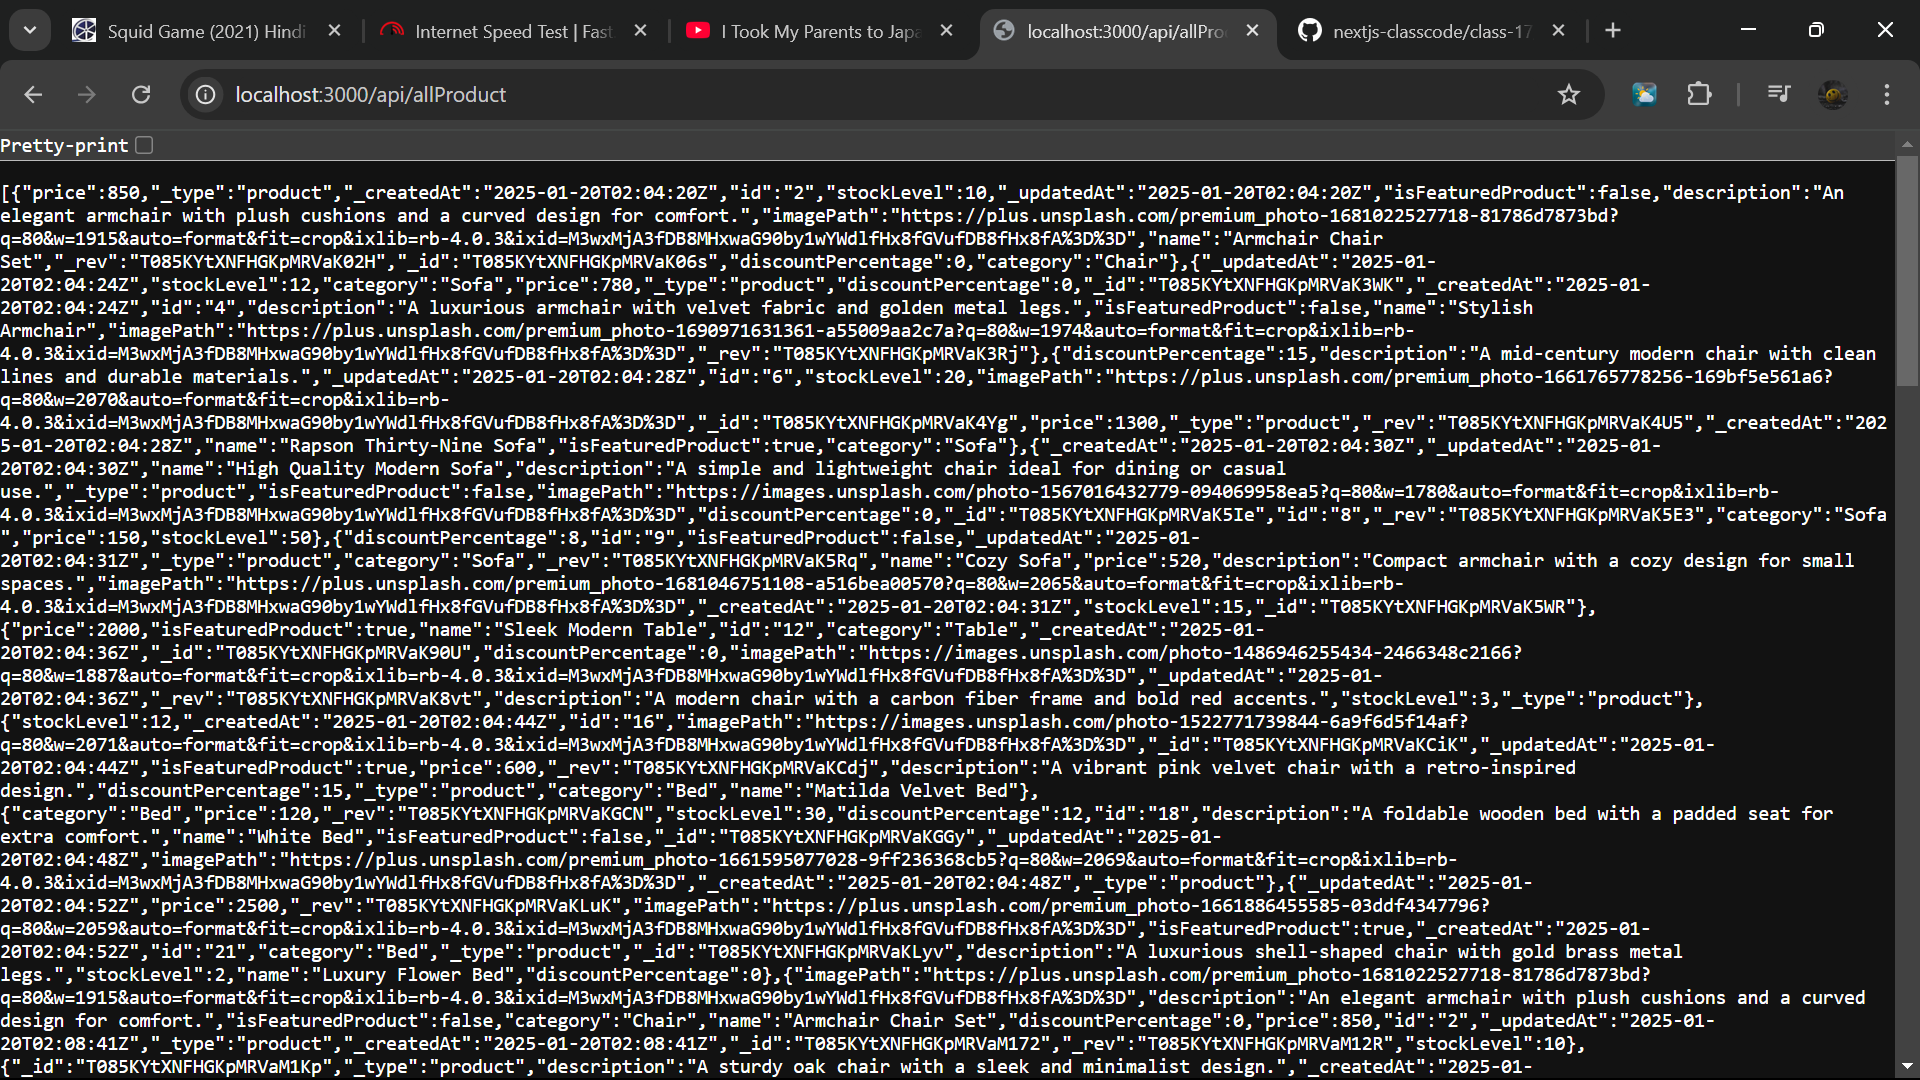 Squid Game (2021) Hindi
Internet Speed Test | Fast
I Took My Parents to Japa
localhost:3000/api/allPro
nextjs-classcode/class-17
localhost:3000/api/allProduct
Pretty-print
[{"price":850,"_type":"product","_createdAt":"2025-01-20T02:04:20Z","id":"2","stockLevel":10,"_updatedAt":"2025-01-20T02:04:20Z","isFeaturedProduct":false,"description":"An
elegant armchair with plush cushions and a curved design for comfort.","imagePath":"https://plus.unsplash.com/premium_photo-1681022527718-81786d7873bd?
q=80&w=1915&auto=format&fit=crop&ixlib=rb-4.0.3&ixid=M3wxMjA3fDB8MHxwaG90by1wYWdlfHx8fGVufDB8fHx8fA%3D%3D","name":"Armchair Chair
Set","_rev":"T085KYtXNFHGKpMRVaK02H","_id":"T085KYtXNFHGKpMRVaK06s","discountPercentage":0,"category":"Chair"},{"_updatedAt":"2025-01-
20T02:04:24Z","stockLevel":12,"category":"Sofa","price":780,"_type":"product","discountPercentage":0,"_id":"T085KYtXNFHGKpMRVaK3WK","_createdAt":"2025-01-
20T02:04:24Z","id":"4","description":"A luxurious armchair with velvet fabric and golden metal legs.","isFeaturedProduct":false,"name":"Stylish
Armchair","imagePath":"https://plus.unsplash.com/premium_photo-1690971631361-a55009aa2c7a?q=80&w=1974&auto=format&fit=crop&ixlib=rb-
4.0.3&ixid=M3wxMjA3fDB8MHxwaG90by1wYWdlfHx8fGVufDB8fHx8fA%3D%3D","_rev":"T085KYtXNFHGKpMRVaK3Rj"},{"discountPercentage":15,"description":"A mid-century modern chair with clean
lines and durable materials.","_updatedAt":"2025-01-20T02:04:28Z","id":"6","stockLevel":20,"imagePath":"https://plus.unsplash.com/premium_photo-1661765778256-169bf5e561a6?
q=80&w=2070&auto=format&fit=crop&ixlib=rb-
4.0.3&ixid=M3wxMjA3fDB8MHxwaG90by1wYWdlfHx8fGVufDB8fHx8fA%3D%3D","_id":"T085KYtXNFHGKpMRVaK4Yg","price":1300,"_type":"product","_rev":"T085KYtXNFHGKpMRVaK4U5","_createdAt":"202
5-01-20T02:04:28Z","name":"Rapson Thirty-Nine Sofa","isFeaturedProduct":true,"category":"Sofa"},{"_createdAt":"2025-01-20T02:04:30Z","_updatedAt":"2025-01-
20T02:04:30Z","name":"High Quality Modern Sofa","description":"A simple and lightweight chair ideal for dining or casual
use.","_type":"product","isFeaturedProduct":false,"imagePath":"https://images.unsplash.com/photo-1567016432779-094069958ea5?q=80&w=1780&auto=format&fit=crop&ixlib=rb-
4.0.3&ixid=M3wxMjA3fDB8MHxwaG90by1wYWdlfHx8fGVufDB8fHx8fA%3D%3D","discountPercentage":0,"_id":"T085KYtXNFHGKpMRVaK5Ie","id":"8","_rev":"T085KYtXNFHGKpMRVaK5E3","category":"Sofa
","price":150,"stockLevel":50},{"discountPercentage":8,"id":"9","isFeaturedProduct":false,"_updatedAt":"2025-01-
20T02:04:31Z","_type":"product","category":"Sofa","_rev":"T085KYtXNFHGKpMRVaK5Rq","name":"Cozy Sofa","price":520,"description":"Compact armchair with a cozy design for small
spaces.","imagePath":"https://plus.unsplash.com/premium_photo-1681046751108-a516bea00570?q=80&w=2065&auto=format&fit=crop&ixlib=rb-
4.0.3&ixid=M3wxMjA3fDB8MHxwaG90by1wYWdlfHx8fGVufDB8fHx8fA%3D%3D","_createdAt":"2025-01-20T02:04:31Z","stockLevel":15,"_id":"T085KYtXNFHGKpMRVaK5WR"},
{"price":2000,"isFeaturedProduct":true,"name":"Sleek Modern Table","id":"12","category":"Table","_createdAt":"2025-01-
20T02:04:36Z","_id":"T085KYtXNFHGKpMRVaK90U","discountPercentage":0,"imagePath":"https://images.unsplash.com/photo-1486946255434-2466348c2166?
q=80&w=1887&auto=format&fit=crop&ixlib=rb-4.0.3&ixid=M3wxMjA3fDB8MHxwaG90by1wYWdlfHx8fGVufDB8fHx8fA%3D%3D","_updatedAt":"2025-01-
20T02:04:36Z","_rev":"T085KYtXNFHGKpMRVaK8vt","description":"A modern chair with a carbon fiber frame and bold red accents.","stockLevel":3,"_type":"product"},
{"stockLevel":12,"_createdAt":"2025-01-20T02:04:44Z","id":"16","imagePath":"https://images.unsplash.com/photo-1522771739844-6a9f6d5f14af?
q=80&w=2071&auto=format&fit=crop&ixlib=rb-4.0.3&ixid=M3wxMjA3fDB8MHxwaG90by1wYWdlfHx8fGVufDB8fHx8fA%3D%3D","_id":"T085KYtXNFHGKpMRVaKCiK","_updatedAt":"2025-01-
20T02:04:44Z","isFeaturedProduct":true,"price":600,"_rev":"T085KYtXNFHGKpMRVaKCdj","description":"A vibrant pink velvet chair with a retro-inspired
design.","discountPercentage":15,"_type":"product","category":"Bed","name":"Matilda Velvet Bed"},
{"category":"Bed","price":120,"_rev":"T085KYtXNFHGKpMRVaKGCN","stockLevel":30,"discountPercentage":12,"id":"18","description":"A foldable wooden bed with a padded seat for
extra comfort.","name":"White Bed","isFeaturedProduct":false,"_id":"T085KYtXNFHGKpMRVaKGGy","_updatedAt":"2025-01-
20T02:04:48Z","imagePath":"https://plus.unsplash.com/premium_photo-1661595077028-9ff236368cb5?q=80&w=2069&auto=format&fit=crop&ixlib=rb-
4.0.3&ixid=M3wxMjA3fDB8MHxwaG90by1wYWdlfHx8fGVufDB8fHx8fA%3D%3D","_createdAt":"2025-01-20T02:04:48Z","_type":"product"},{"_updatedAt":"2025-01-
20T02:04:52Z","price":2500,"_rev":"T085KYtXNFHGKpMRVaKLuK","imagePath":"https://plus.unsplash.com/premium_photo-1661886455585-03ddf4347796?
q=80&w=2059&auto=format&fit=crop&ixlib=rb-4.0.3&ixid=M3wxMjA3fDB8MHxwaG90by1wYWdlfHx8fGVufDB8fHx8fA%3D%3D","isFeaturedProduct":true,"_createdAt":"2025-01-
20T02:04:52Z","id":"21","category":"Bed","_type":"product","_id":"T085KYtXNFHGKpMRVaKLyv","description":"A luxurious shell-shaped chair with gold brass metal
legs.","stockLevel":2,"name":"Luxury Flower Bed","discountPercentage":0},{"imagePath":"https://plus.unsplash.com/premium_photo-1681022527718-81786d7873bd?
q=80&w=1915&auto=format&fit=crop&ixlib=rb-4.0.3&ixid=M3wxMjA3fDB8MHxwaG90by1wYWdlfHx8fGVufDB8fHx8fA%3D%3D","description":"An elegant armchair with plush cushions and a curved
design for comfort.","isFeaturedProduct":false,"category":"Chair","name":"Armchair Chair Set","discountPercentage":0,"price":850,"id":"2","_updatedAt":"2025-01-
20T02:08:41Z","_type":"product","_createdAt":"2025-01-20T02:08:41Z","_id":"T085KYtXNFHGKpMRVaM172","_rev":"T085KYtXNFHGKpMRVaM12R","stockLevel":10},
{"_id":"T085KYtXNFHGKpMRVaM1Kp","_type":"product","description":"A sturdy oak chair with a sleek and minimalist design.","_createdAt":"2025-01-